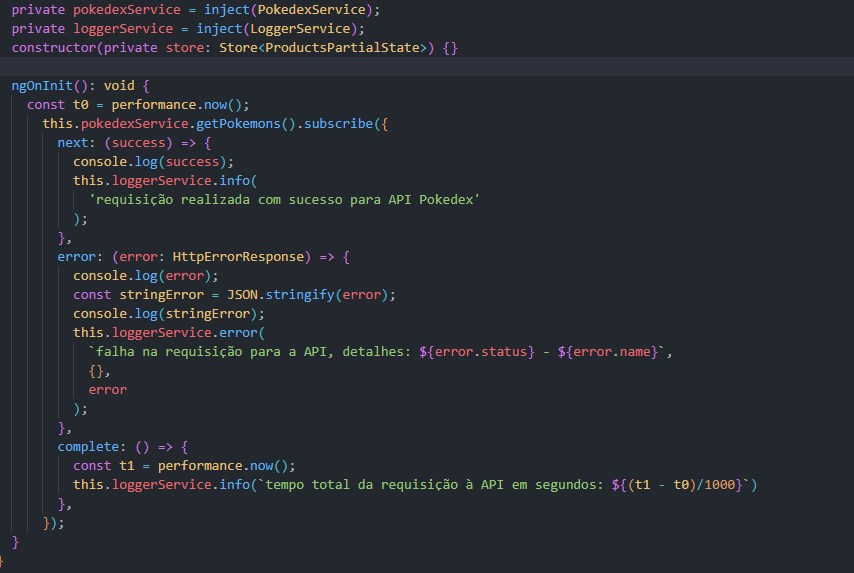 private pokedexService = inject(PokedexService);
private loggerService = inject(LoggerService);
constructor(private store: Store<ProductsPartialState>) {}
ngOnInit(): void {
const t0 = performance.now();
this.pokedexService.getPokemons().subscribe({
next: (success) => {
console.log(success);
this.loggerService.info(
'requisição realizada com sucesso para API Pokedex'
);
},
error: (error: HttpErrorResponse) => {
console.log(error);
const stringError = JSON.stringify(error);
console.log(stringError);
this.loggerService.error(
`falha na requisição para a API, detalhes: ${error.status} - ${error.name}`,
{},
error
);
},
complete: () => {
const t1 = performance.now();
this.loggerService.info(`tempo total da requisição à API em segundos: ${(t1 - t0)/1000}`)
},
});
}
}